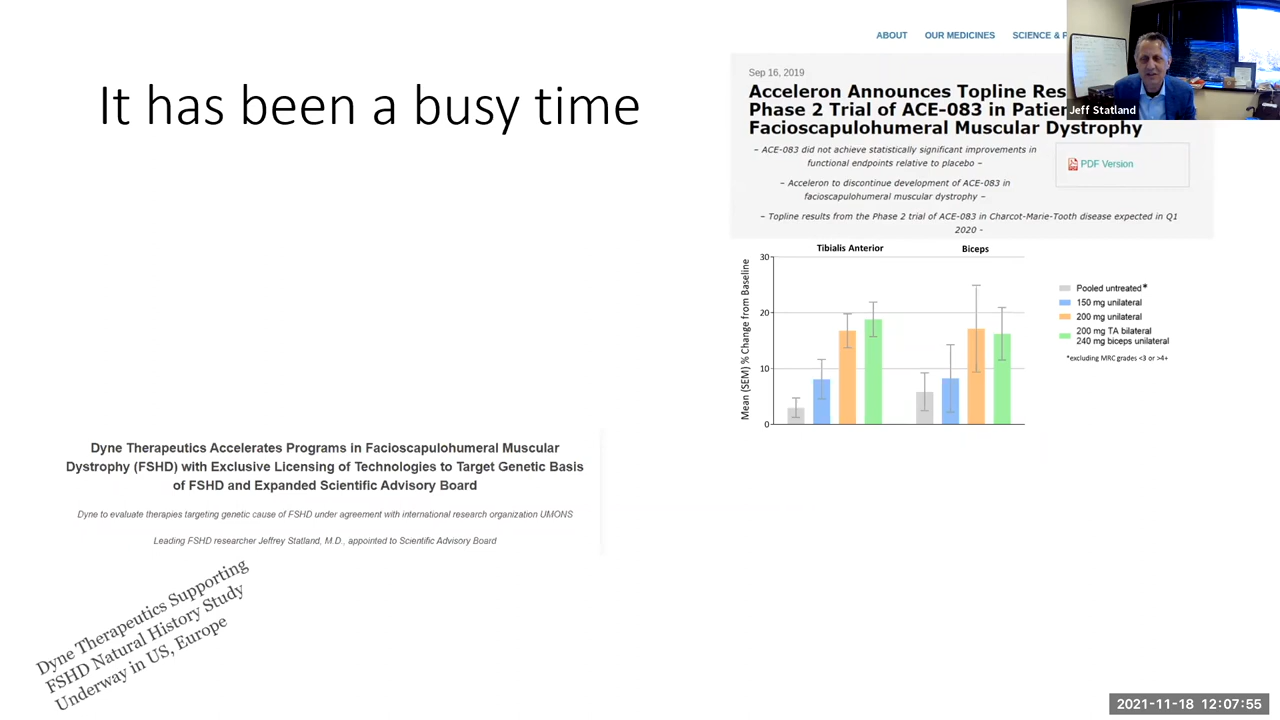 It has been a busy time
ABOUT OUR MEDICINES SCIENCE & P
Sep 16, 2019
Acceleron Announces Topline Res
Phase 2 Trial of ACE-083 in Patie
Facioscapulohumeral Muscular Dystrophy
Jeff Statland
– ACE-083 did not achieve statistically significant improvements in
functional endpoints relative to placebo –
– Acceleron to discontinue development of ACE-083 in
facioscapulohumeral muscular dystrophy –
– Topline results from the Phase 2 trial of ACE-083 in Charcot-Marie-Tooth disease expected in Q1
2020 -
PDF Version
Tibialis Anterior Biceps
Mean (SEM) % Change from Baseline
30
20
10
0
Pooled untreated*
150 mg unilateral
200 mg unilateral
200 mg TA bilateral
240 mg biceps unilateral
*excluding MRC grades <3 or >4+
Dyne Therapeutics Accelerates Programs in Facioscapulohumeral Muscular
Dystrophy (FSHD) with Exclusive Licensing of Technologies to Target Genetic Basis
of FSHD and Expanded Scientific Advisory Board
Dyne to evaluate therapies targeting genetic cause of FSHD under agreement with international research organization UMONS
Leading FSHD researcher Jeffrey Statland, M.D., appointed to Scientific Advisory Board
Dyne Therapeutics Supporting
FSHD Natural History Study
Underway in US, Europe
2021-11-18 12:07:55